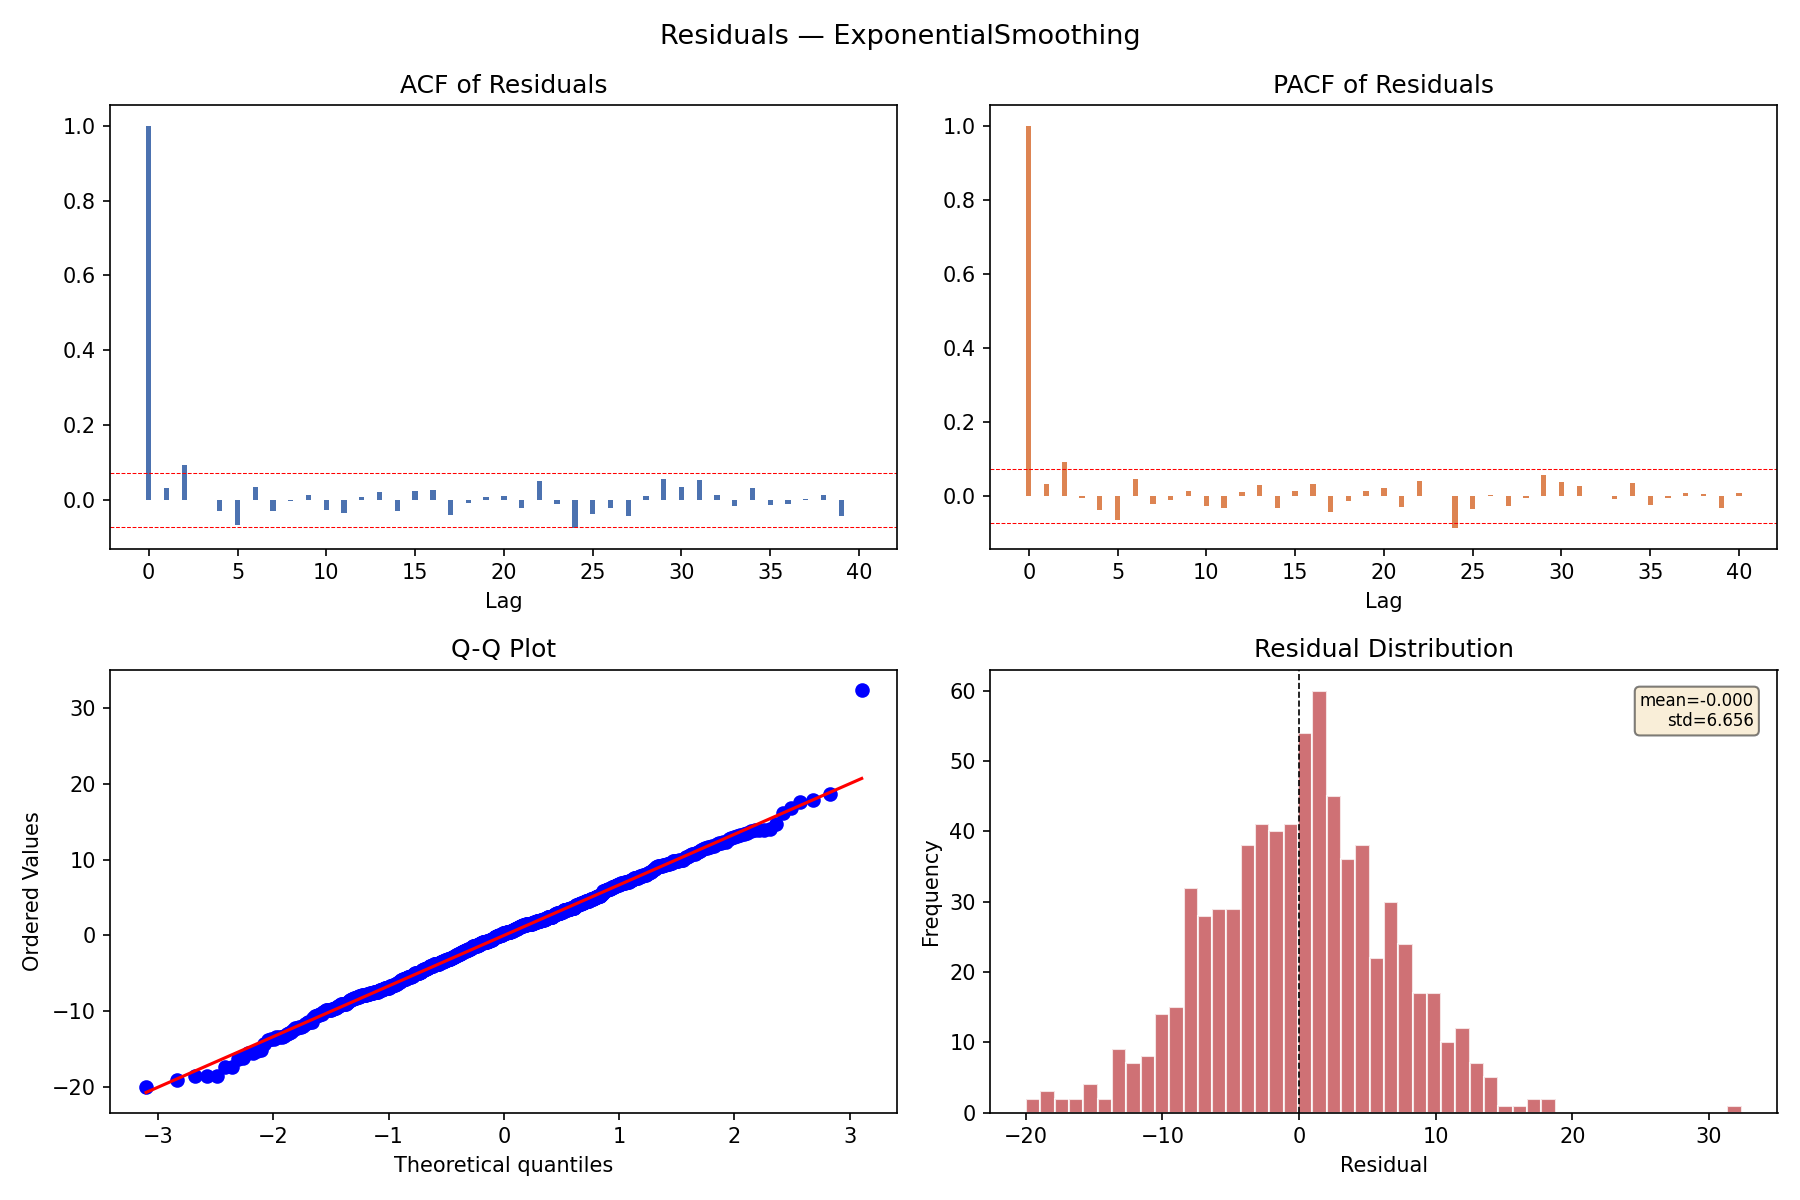 Residuals — ExponentialSmoothing
ACF of Residuals
1.0
0.8
0.6
0.4
0.2
0.0
0 5 10 15 20 25 30 35 40
Lag
PACF of Residuals
1.0
0.8
0.6
0.4
0.2
0.0
0 5 10 15 20 25 30 35 40
Lag
Q-Q Plot
Ordered Values
30
20
10
0
−10
−20
−3 −2 −1 0 1 2 3
Theoretical quantiles
Residual Distribution
mean=-0.000
std=6.656
Frequency
60
50
40
30
20
10
0
−20 −10 0 10 20 30
Residual